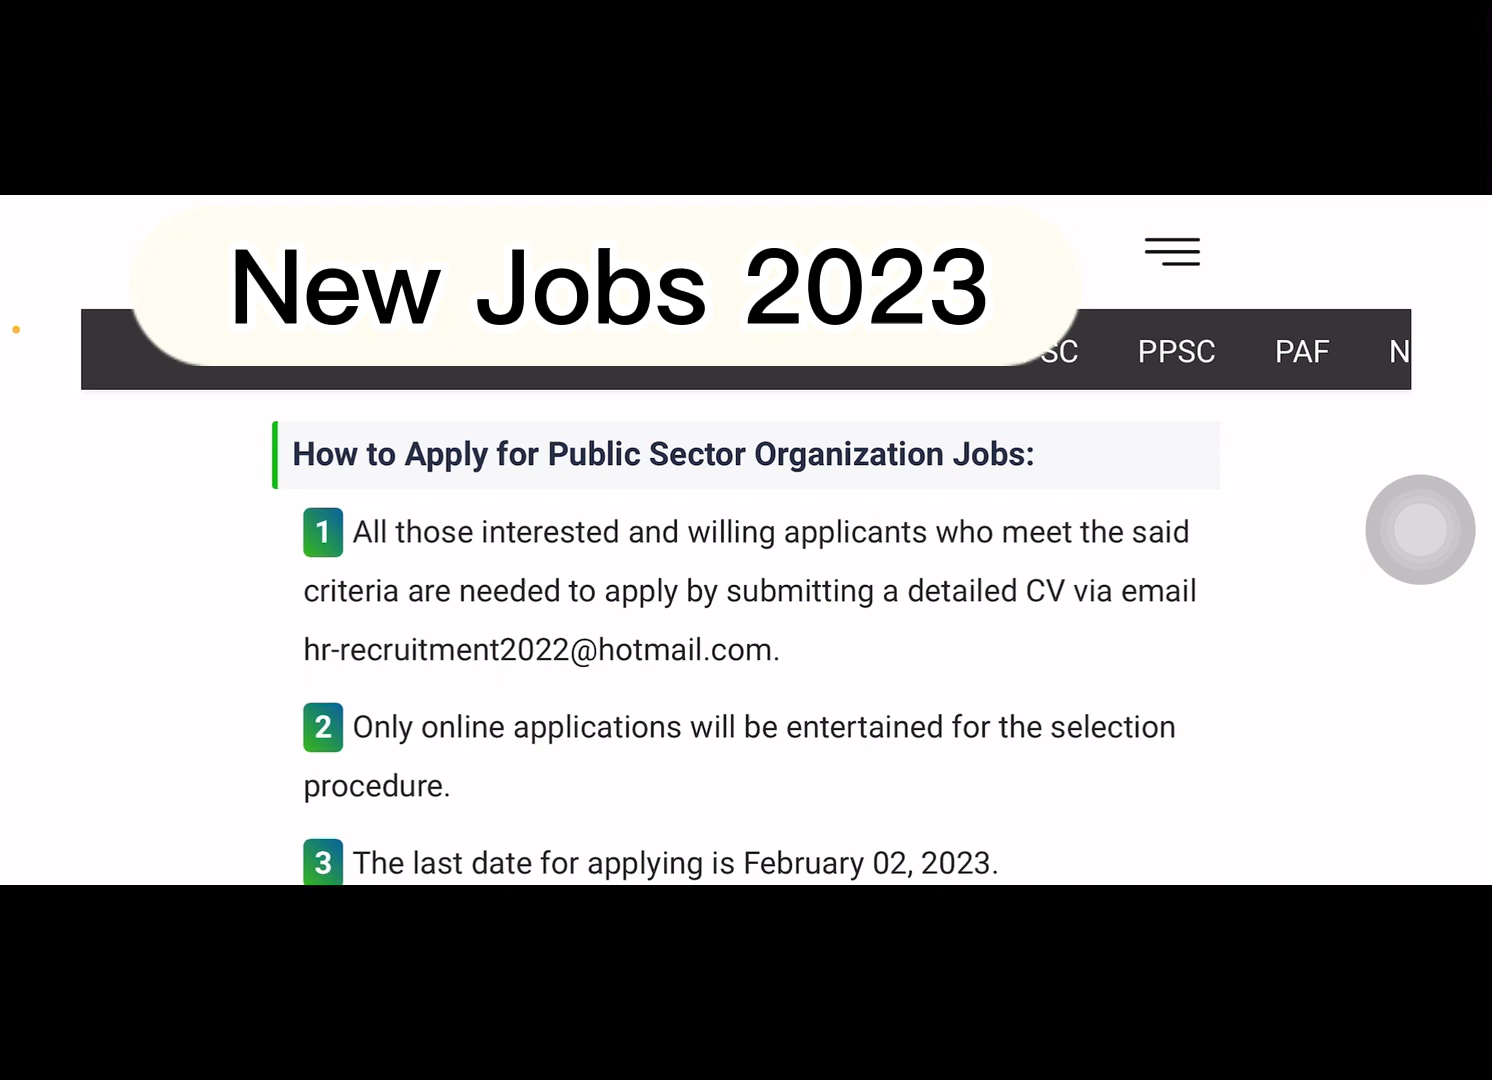 New Jobs 2023
SC PPSC PAF N
How to Apply for Public Sector Organization Jobs:
1 All those interested and willing applicants who meet the said
criteria are needed to apply by submitting a detailed CV via email
hr-recruitment2022@hotmail.com.
2 Only online applications will be entertained for the selection
procedure.
3 The last date for applying is February 02, 2023.